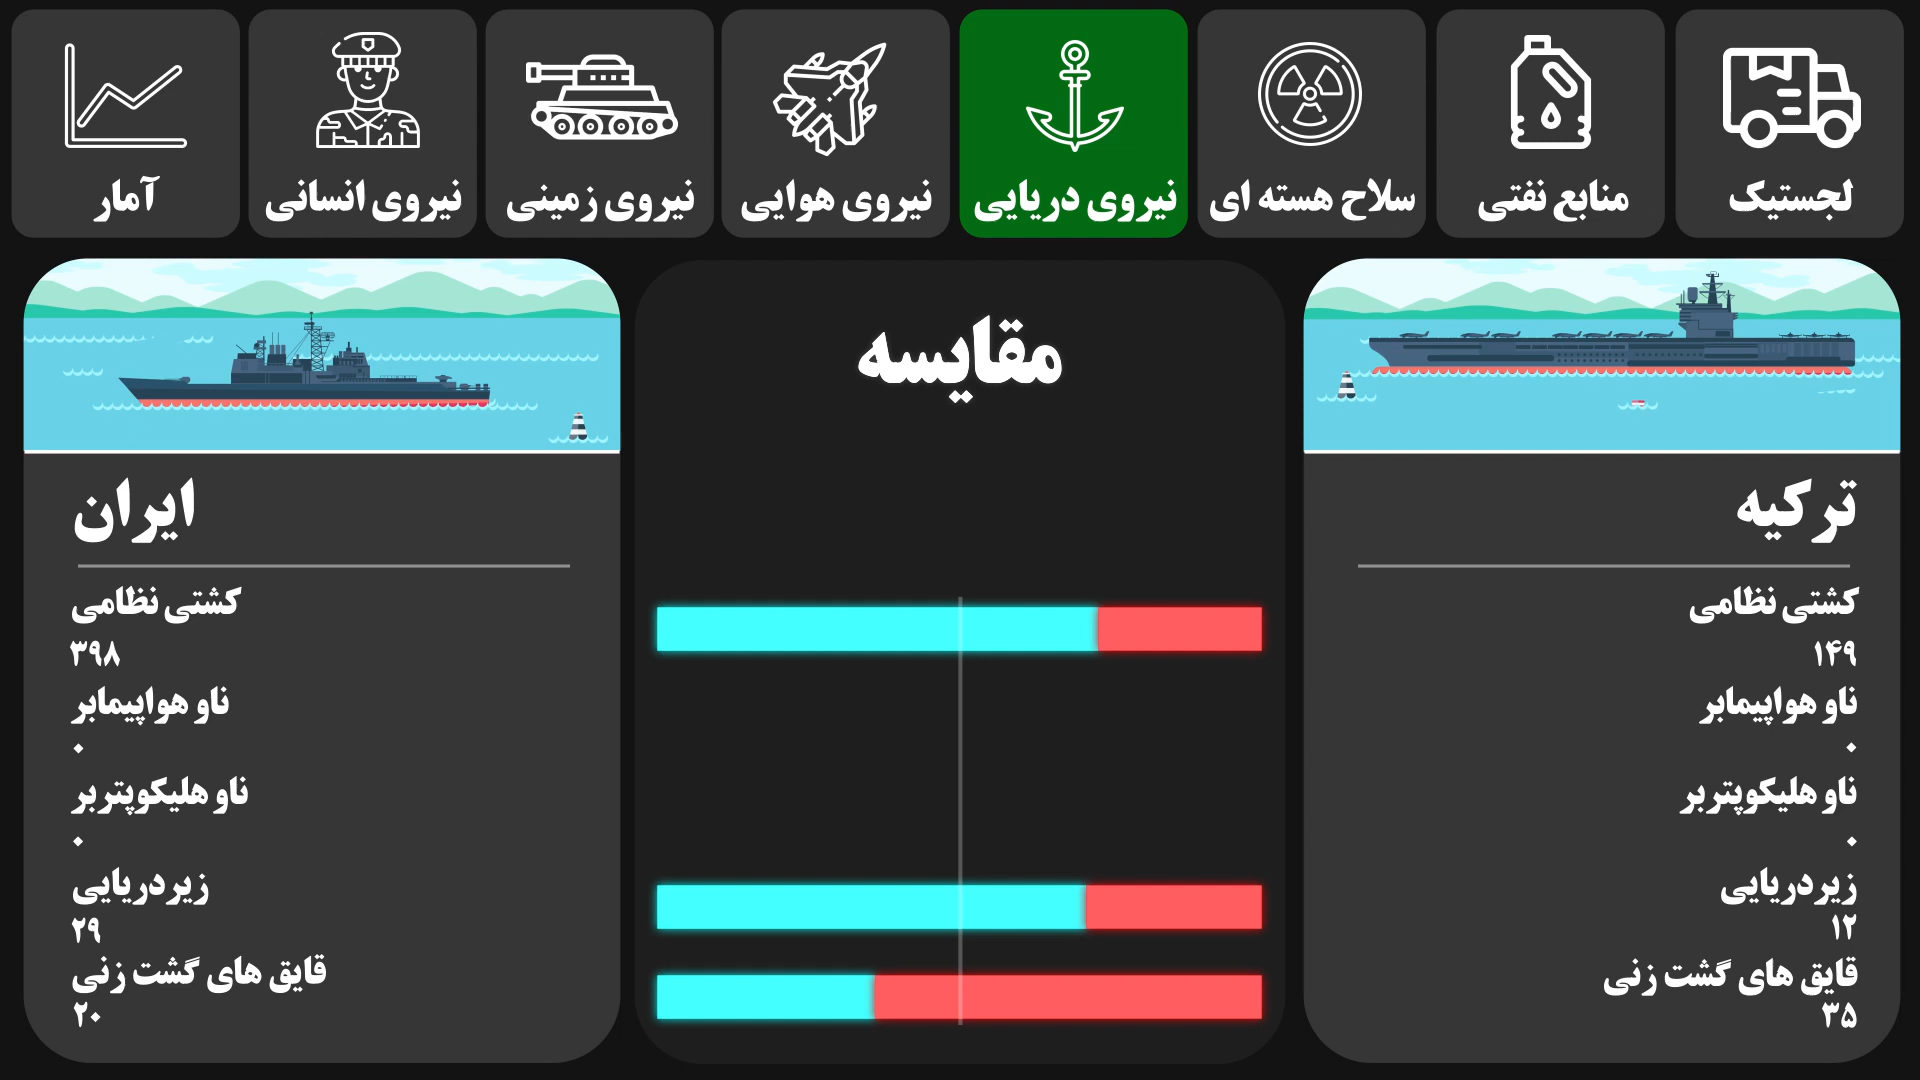 لجستیک
منابع نفتی
سلاح هسته ای
نیروی دریایی
نیروی هوایی
نیروی زمینی
نیروی انسانی
آمار
ترکیه
کشتی نظامی
۱۴۹
ناو هواپیمابر
۰
ناو هلیکوپتربر
۰
زیردریایی
۱۲
قایق های گشت زنی
۳۵
مقایسه
ایران
کشتی نظامی
۳۹۸
ناو هواپیمابر
۰
ناو هلیکوپتربر
۰
زیردریایی
۲۹
قایق های گشت زنی
۲۰